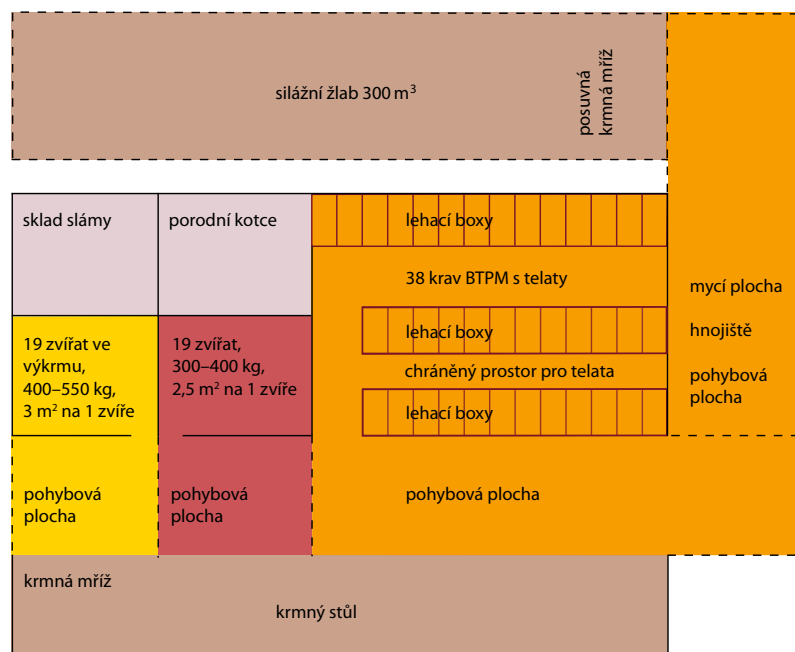 silážní žlab 300 m³
posuvná
krmná mříž
sklad slámy
porodní kotce
lehací boxy
38 krav BTPM s telaty
mycí plocha
hnojiště
pohybová
plocha
19 zvířat ve
výkrmu,
400–550 kg,
3 m² na 1 zvíře
19 zvířat,
300–400 kg,
2,5 m² na 1 zvíře
lehací boxy
chráněný prostor pro telata
lehací boxy
pohybová
plocha
pohybová
plocha
pohybová plocha
krmná mříž
krmný stůl